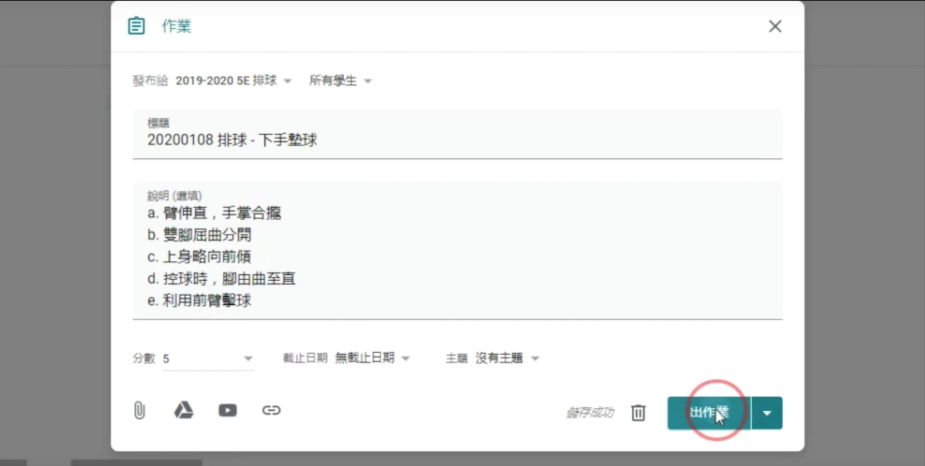 作業
發布給 2019-2020 5E 排球 所有學生
標題
20200108 排球 - 下手墊球
說明 (選填)
a. 臂伸直，手掌合攏
b. 雙腳屈曲分開
c. 上身略向前傾
d. 控球時，腳由曲至直
e. 利用前臂擊球
分數 5 截止日期 無截止日期 主題 沒有主題
儲存成功 出作業